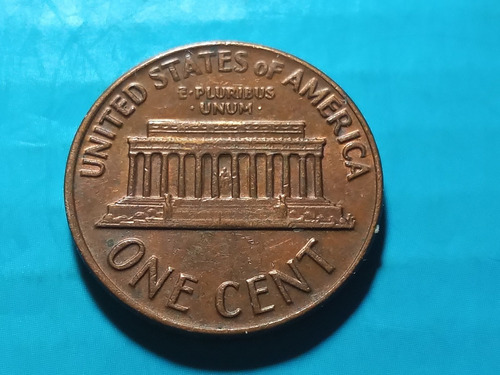 UNITED STATES OF AMERICA
E·PLURIBUS
·UNUM·
ONE CENT